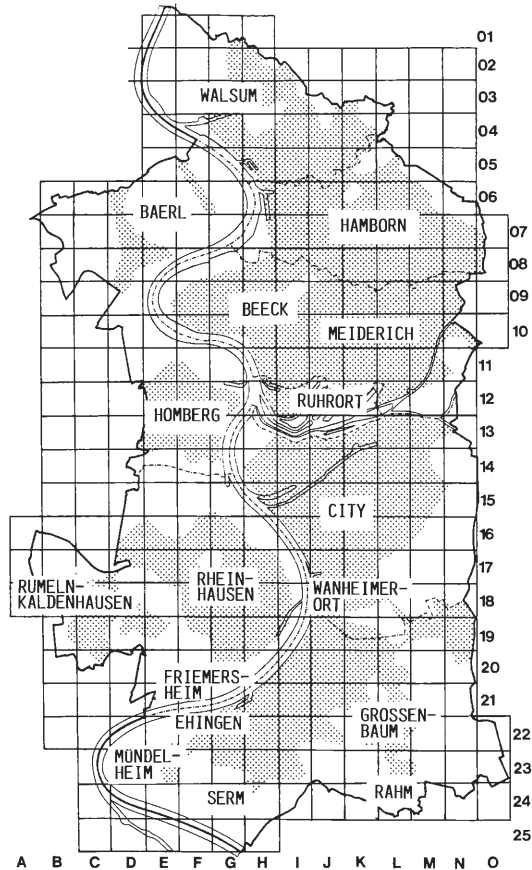 01
02
WALSUM
03
04
05
06
BAERL
HAMBORN
07
08
09
BEECK
MEIDERICH
10
11
12
RUHRORT
HOMBERG
13
14
CITY
15
16
17
RUMELN-
KALDENHAUSEN
RHEIN-
HAUSEN
WANHEIMER-
ORT
18
19
20
FRIEMERS-
HEIM
21
EHINGEN
GROSSEN-
BAUM
22
MÜNDEL-
HEIM
23
SERM
RAHM
24
25
A B C D E F G H I J K L M N O